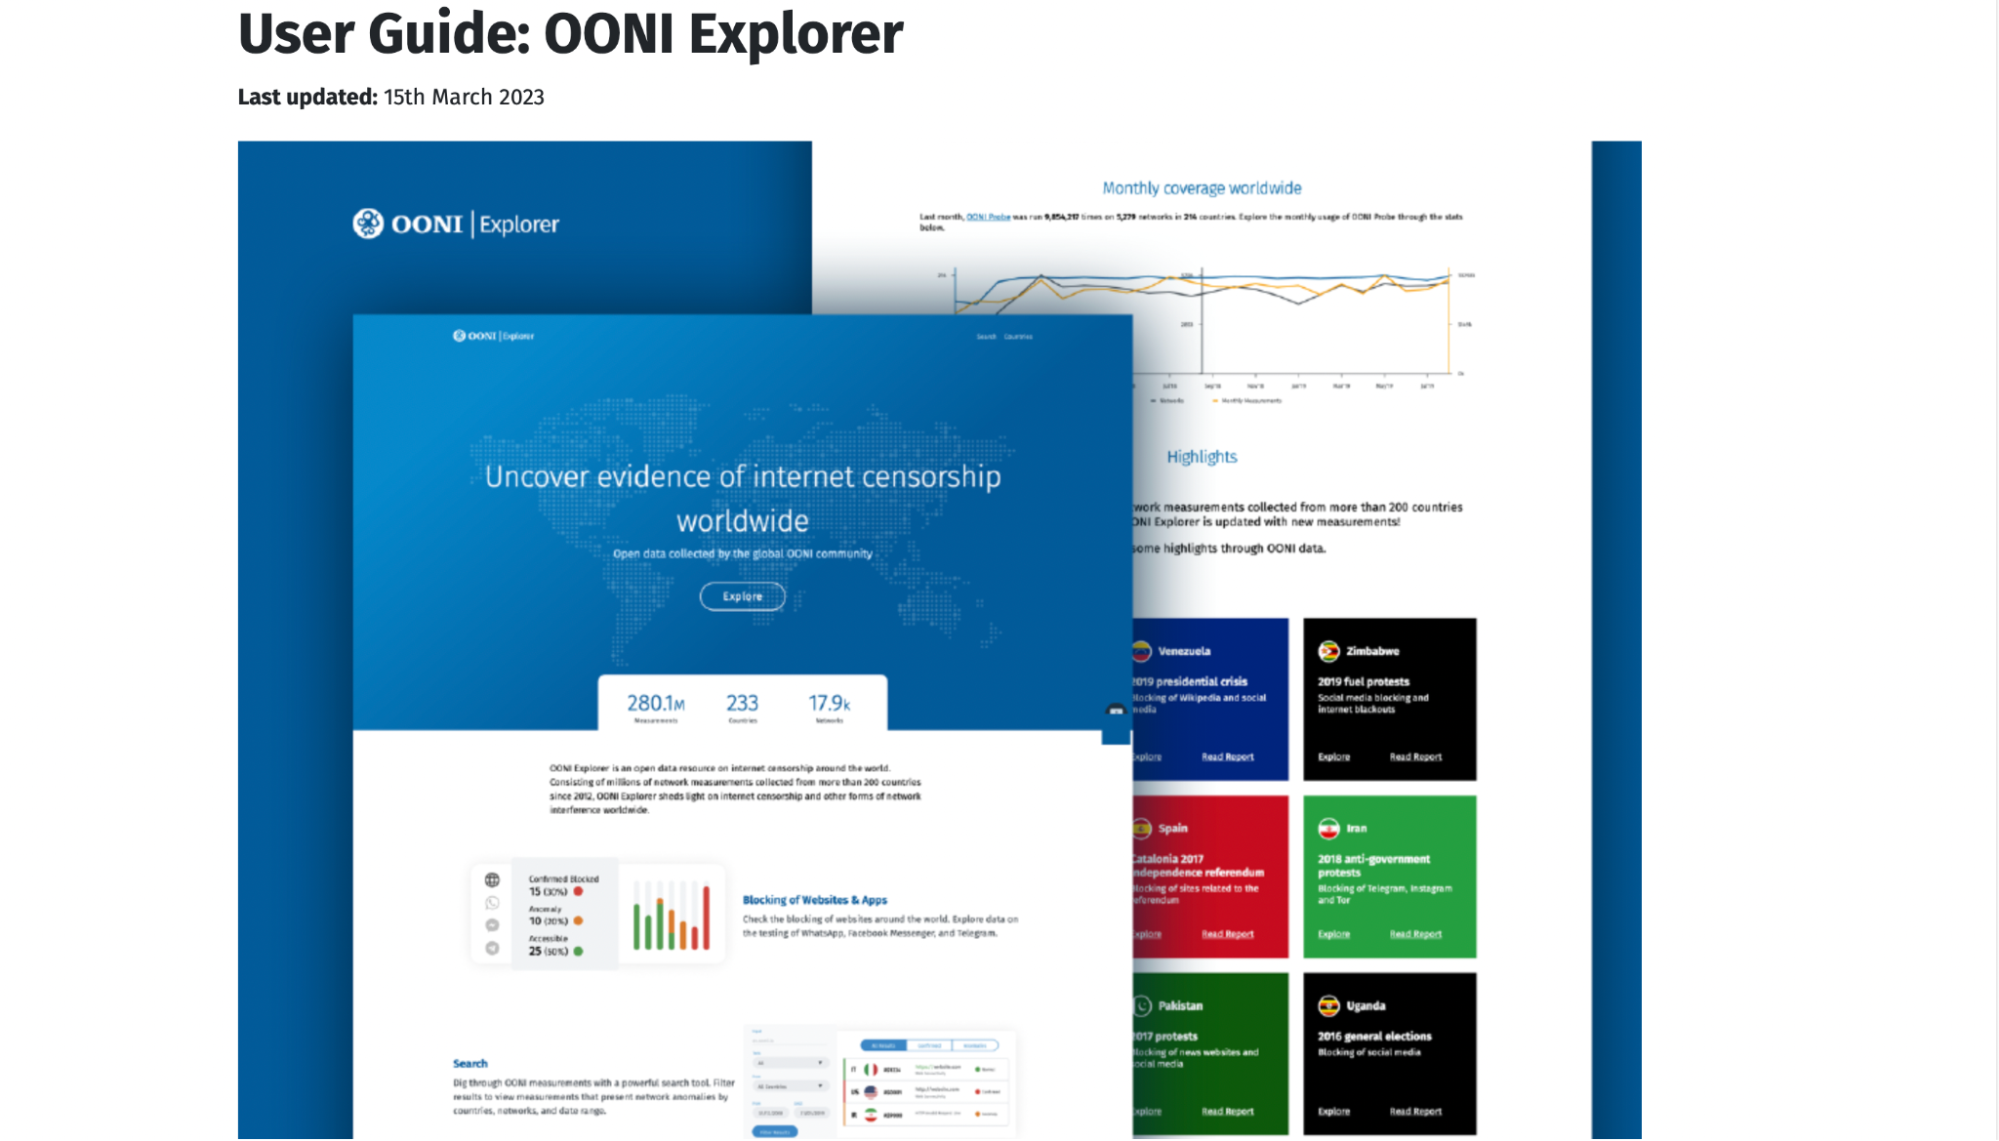 User Guide: OONI Explorer
Last updated: 15th March 2023
OONI | Explorer
Monthly coverage worldwide
Last month, OONI Probe was run 9,854,217 times on 5,279 networks in 214 countries. Explore the monthly usage of OONI Probe through the stats
below.
Networks
Monthly Measurements
OONI | Explorer
Search Countries
Uncover evidence of internet censorship
worldwide
Open data collected by the global OONI community
Explore
280.1M 233 17.9k
Measurements Countries Networks
OONI Explorer is an open data resource on internet censorship around the world.
Consisting of millions of network measurements collected from more than 200 countries
since 2012, OONI Explorer sheds light on internet censorship and other forms of network
interference worldwide.
Confirmed Blocked
15 (30%)
Anomaly
10 (20%)
Accessible
25 (50%)
Blocking of Websites & Apps
Check the blocking of websites around the world. Explore data on
the testing of WhatsApp, Facebook Messenger, and Telegram.
Search
Dig through OONI measurements with a powerful search tool. Filter
results to view measurements that present network anomalies by
countries, networks, and date range.
All Results Confirmed Anomalies
Highlights
work measurements collected from more than 200 countries
ONI Explorer is updated with new measurements!
some highlights through OONI data.
Venezuela
2019 presidential crisis
Blocking of Wikipedia and social
media
Explore Read Report
Zimbabwe
2019 fuel protests
Social media blocking and
internet blackouts
Explore Read Report
Spain
Catalonia 2017
independence referendum
Blocking of sites related to the
referendum
Explore Read Report
Iran
2018 anti-government
protests
Blocking of Telegram, Instagram
and Tor
Explore Read Report
Pakistan
2017 protests
Blocking of news websites and
social media
Explore Read Report
Uganda
2016 general elections
Blocking of social media
Explore Read Report